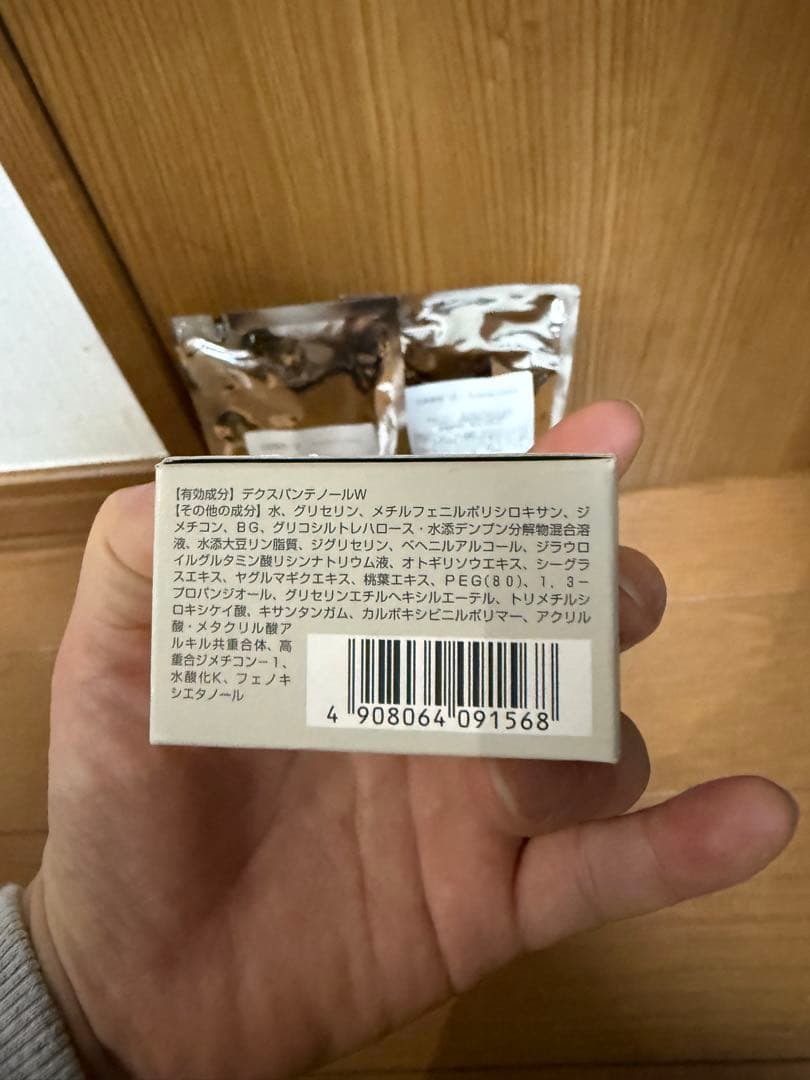 【有効成分】デクスパンテノールW
【その他の成分】水、グリセリン、メチルフェニルポリシロキサン、ジ
メチコン、BG、グリコシルトレハロース・水添デンプン分解物混合溶
液、水添大豆リン脂質、ジグリセリン、ベヘニルアルコール、ジラウロ
イルグルタミン酸リシンナトリウム液、オトギリソウエキス、シーグラ
スエキス、ヤグルマギクエキス、桃葉エキス、PEG(80)、1，3－
プロパンジオール、グリセリンエチルヘキシルエーテル、トリメチルシ
ロキシケイ酸、キサンタンガム、カルボキシビニルポリマー、アクリル
酸・メタクリル酸ア
ルキル共重合体、高
重合ジメチコン－1、
水酸化K、フェノキ
シエタノール
4 908064 091568